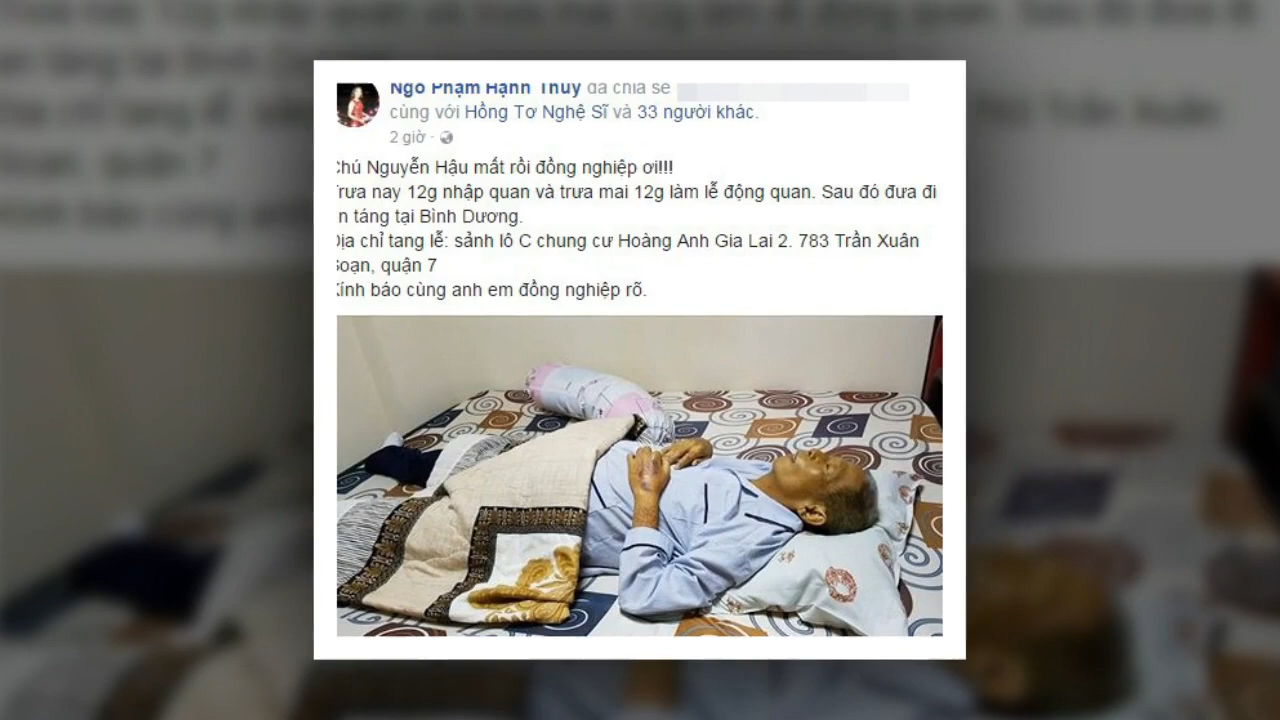 Ngô Phạm Hạnh Thúy đã chia sẻ
cùng với Hồng Tơ Nghệ Sĩ và 33 người khác.
2 giờ ·
Chú Nguyễn Hậu mất rồi đồng nghiệp ơi!!!
Trưa nay 12g nhập quan và trưa mai 12g làm lễ động quan. Sau đó đưa đi
an táng tại Bình Dương.
Địa chỉ tang lễ: sảnh lô C chung cư Hoàng Anh Gia Lai 2. 783 Trần Xuân
Soạn, quận 7
Kính báo cùng anh em đồng nghiệp rõ.